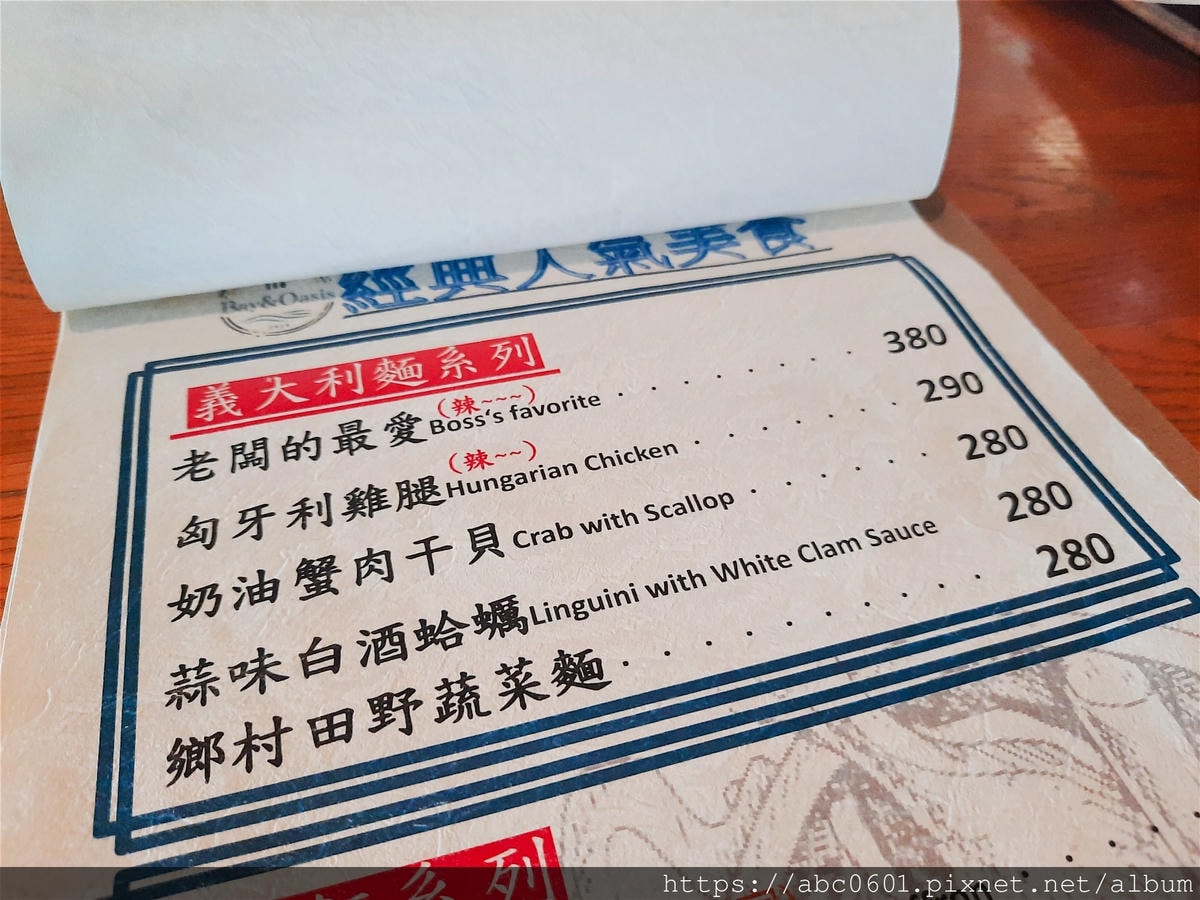 經典人氣美食
Bay&Oasis
義大利麵系列
老闆的最愛(辣~~~)Boss's favorite . . . . . . . . 380
匈牙利雞腿(辣~~)Hungarian Chicken . . . . . . . . 290
奶油蟹肉干貝Crab with Scallop . . . . . . . 280
蒜味白酒蛤蠣Linguini with White Clam Sauce 280
鄉村田野蔬菜麵. . . . . . . . . . 280
系列
https://abc0601.pixnet.net/album